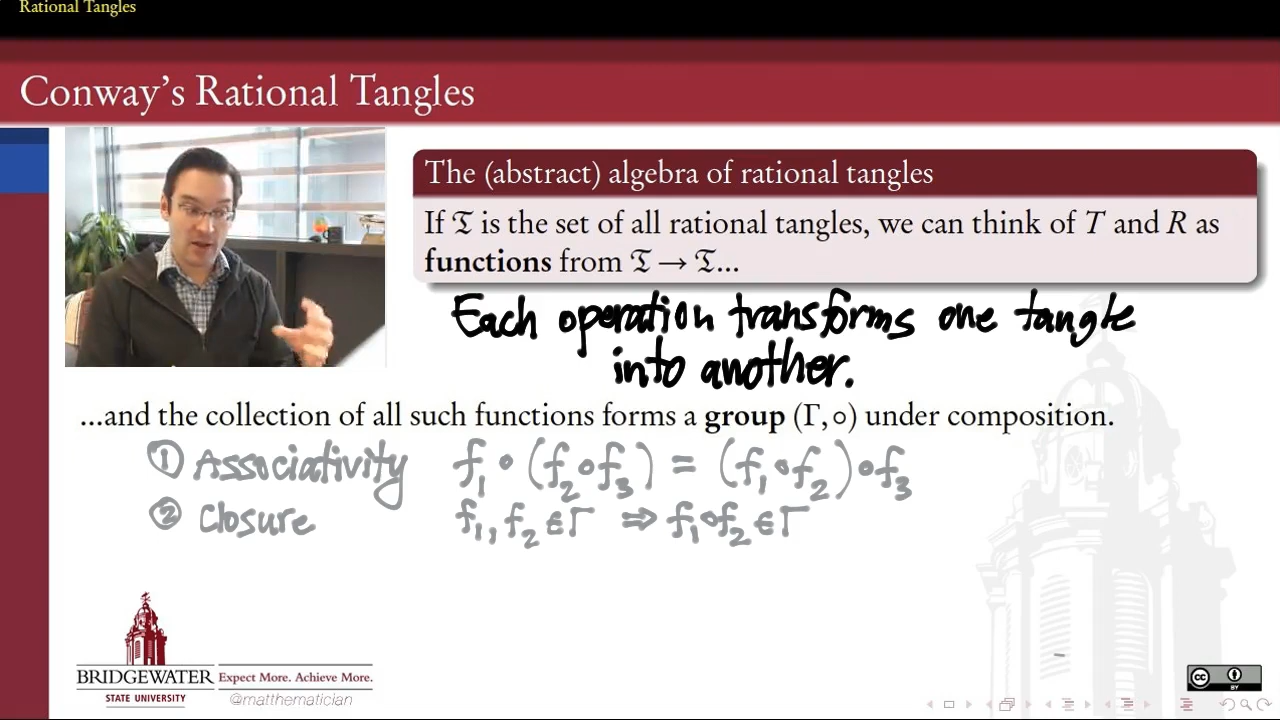 Rational Tangles
Conway's Rational Tangles
The (abstract) algebra of rational tangles
If 𝔗 is the set of all rational tangles, we can think of T and R as
functions from 𝔗 → 𝔗...
Each operation transforms one tangle
into another.
...and the collection of all such functions forms a group (Γ, ∘) under composition.
① Associativity f₁ ∘ (f₂ ∘ f₃) = (f₁ ∘ f₂) ∘ f₃
② Closure f₁, f₂ ∈ Γ ⇒ f₁ ∘ f₂ ∈ Γ
BRIDGEWATER
STATE UNIVERSITY
Expect More. Achieve More.
@matthematician
CC BY